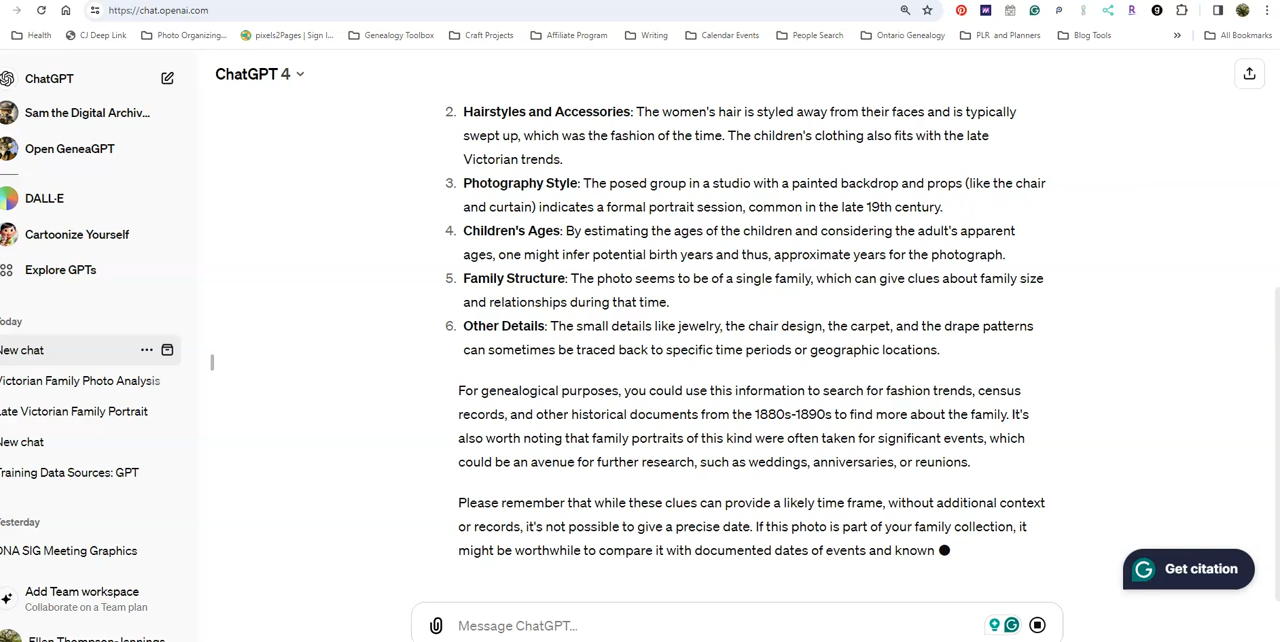 https://chat.openai.com
Health
CJ Deep Link
Photo Organizing...
pixels2Pages | Sign I...
Genealogy Toolbox
Craft Projects
Affiliate Program
Writing
Calendar Events
People Search
Ontario Genealogy
PLR and Planners
Blog Tools
»
All Bookmarks
ChatGPT
Sam the Digital Archiv...
Open GeneaGPT
DALL·E
Cartoonize Yourself
Explore GPTs
Today
New chat
Victorian Family Photo Analysis
Late Victorian Family Portrait
New chat
Training Data Sources: GPT
Yesterday
DNA SIG Meeting Graphics
Add Team workspace
Collaborate on a Team plan
Ellen Thompson-Jennings
ChatGPT 4
2. Hairstyles and Accessories: The women's hair is styled away from their faces and is typically
swept up, which was the fashion of the time. The children's clothing also fits with the late
Victorian trends.
3. Photography Style: The posed group in a studio with a painted backdrop and props (like the chair
and curtain) indicates a formal portrait session, common in the late 19th century.
4. Children's Ages: By estimating the ages of the children and considering the adult's apparent
ages, one might infer potential birth years and thus, approximate years for the photograph.
5. Family Structure: The photo seems to be of a single family, which can give clues about family size
and relationships during that time.
6. Other Details: The small details like jewelry, the chair design, the carpet, and the drape patterns
can sometimes be traced back to specific time periods or geographic locations.
For genealogical purposes, you could use this information to search for fashion trends, census
records, and other historical documents from the 1880s-1890s to find more about the family. It's
also worth noting that family portraits of this kind were often taken for significant events, which
could be an avenue for further research, such as weddings, anniversaries, or reunions.
Please remember that while these clues can provide a likely time frame, without additional context
or records, it's not possible to give a precise date. If this photo is part of your family collection, it
might be worthwhile to compare it with documented dates of events and known
Get citation
Message ChatGPT...